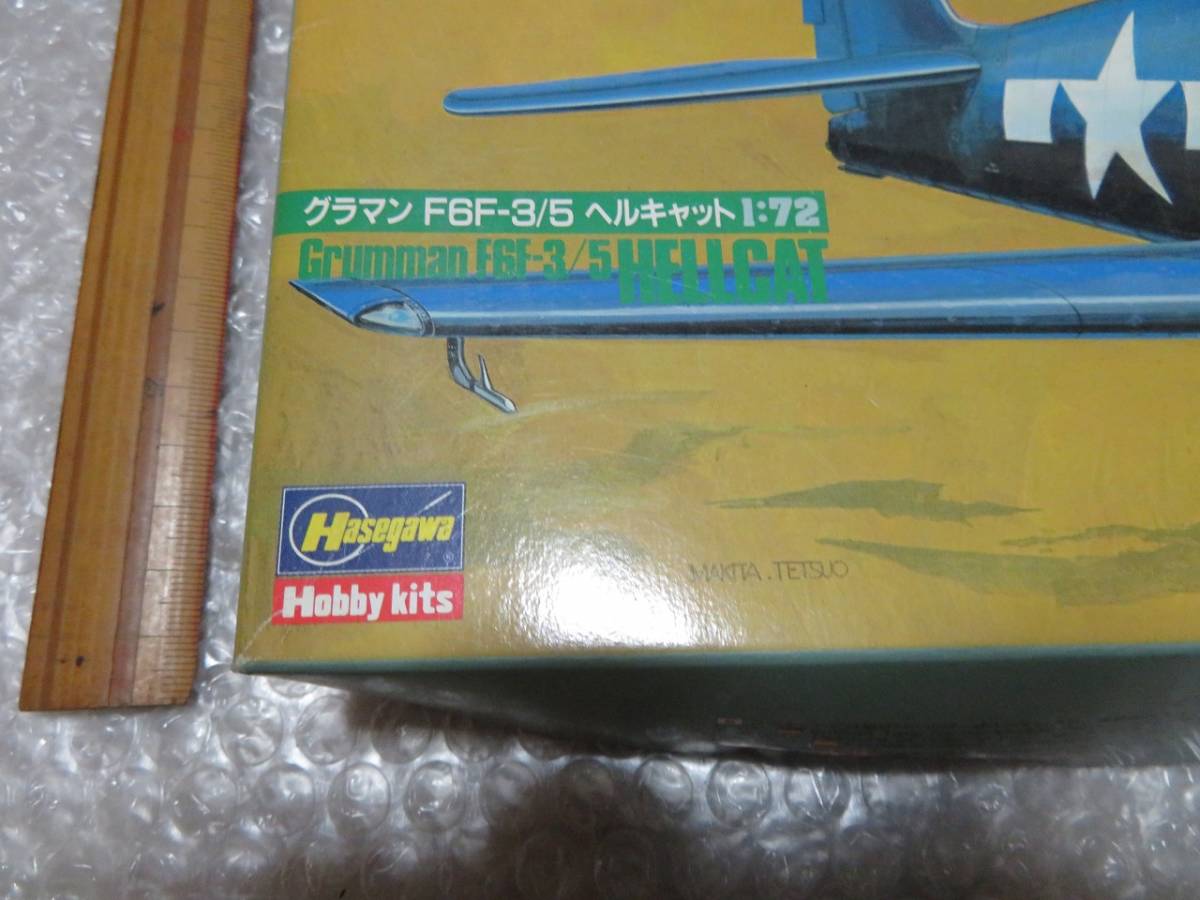 グラマン F6F-3/5 ヘルキャット 1:72
Grumman F6F-3/5 HELLCAT
Hasegawa ®
Hobby kits
MAKITA.TETSUO